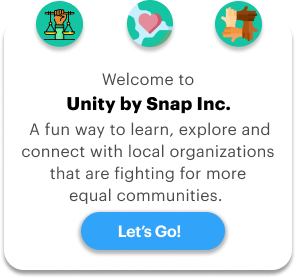 Welcome to
Unity by Snap Inc.
A fun way to learn, explore and
connect with local organizations
that are fighting for more
equal communities.
Let's Go!